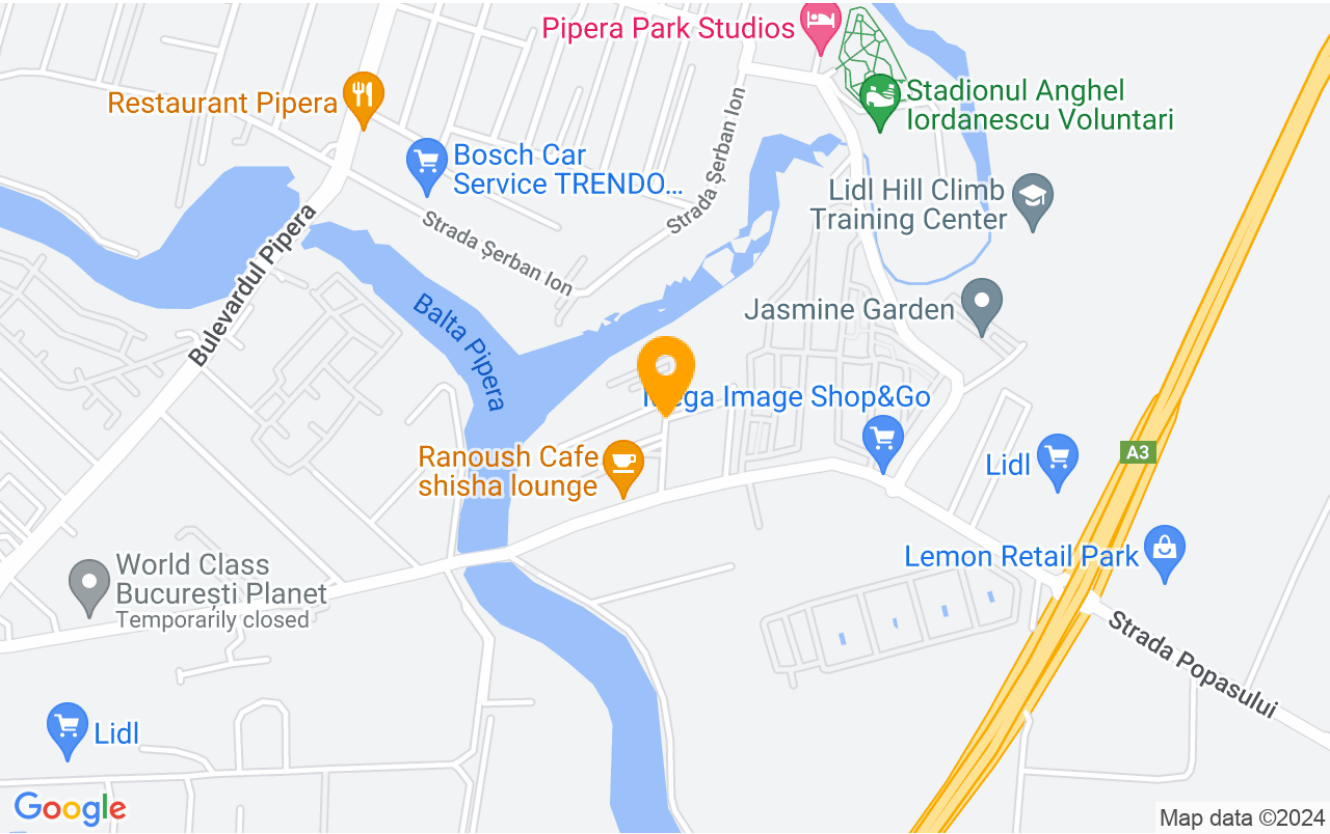 Pipera Park Studios
Stadionul Anghel
Iordanescu Voluntari
Restaurant Pipera
Bosch Car
Service TRENDO...
Strada Șerban Ion
Strada Șerban Ion
Lidl Hill Climb
Training Center
Bulevardul Pipera
Balta Pipera
Jasmine Garden
Mega Image Shop&Go
Ranoush Cafe
shisha lounge
Lidl
A3
Lemon Retail Park
World Class
București Planet
Temporarily closed
Strada Popasului
Lidl
Google
Map data ©2024